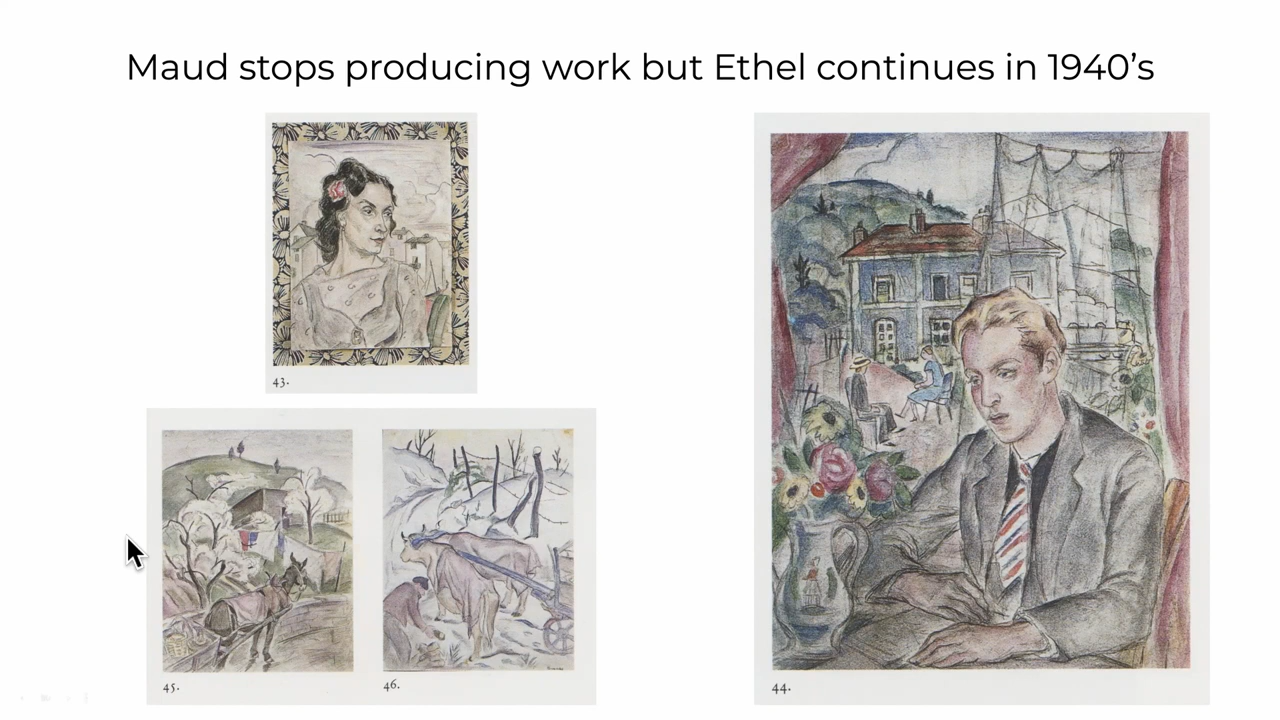 Maud stops producing work but Ethel continues in 1940’s
43.
45.
46.
44.